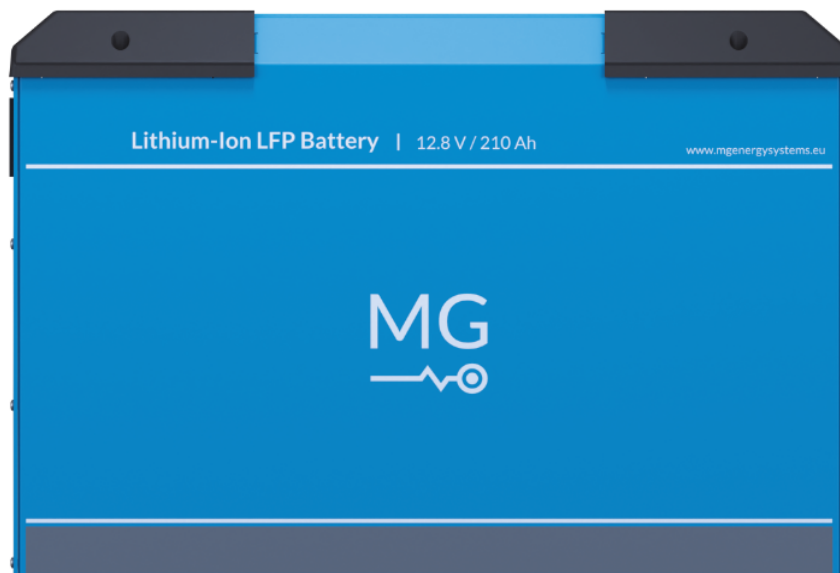 Lithium-Ion LFP Battery | 12.8 V / 210 Ah
www.mgenergysystems.eu
MG